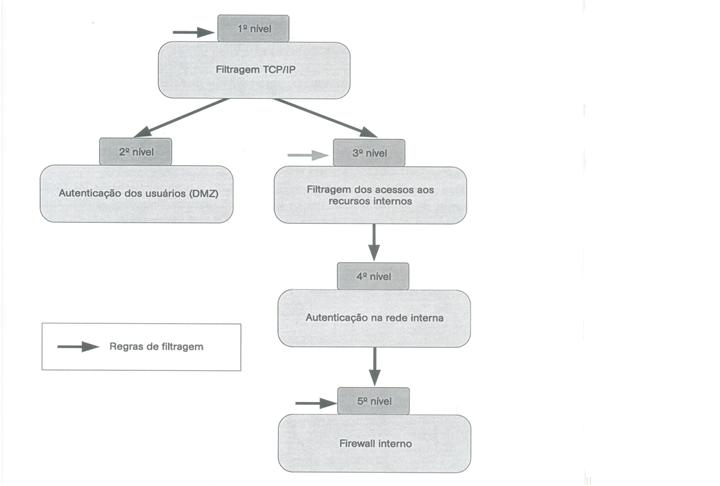 1º nível
Filtragem TCP/IP
2º nível
Autenticação dos usuários (DMZ)
3º nível
Filtragem dos acessos aos
recursos internos
4º nível
Autenticação na rede interna
Regras de filtragem
5º nível
Firewall interno